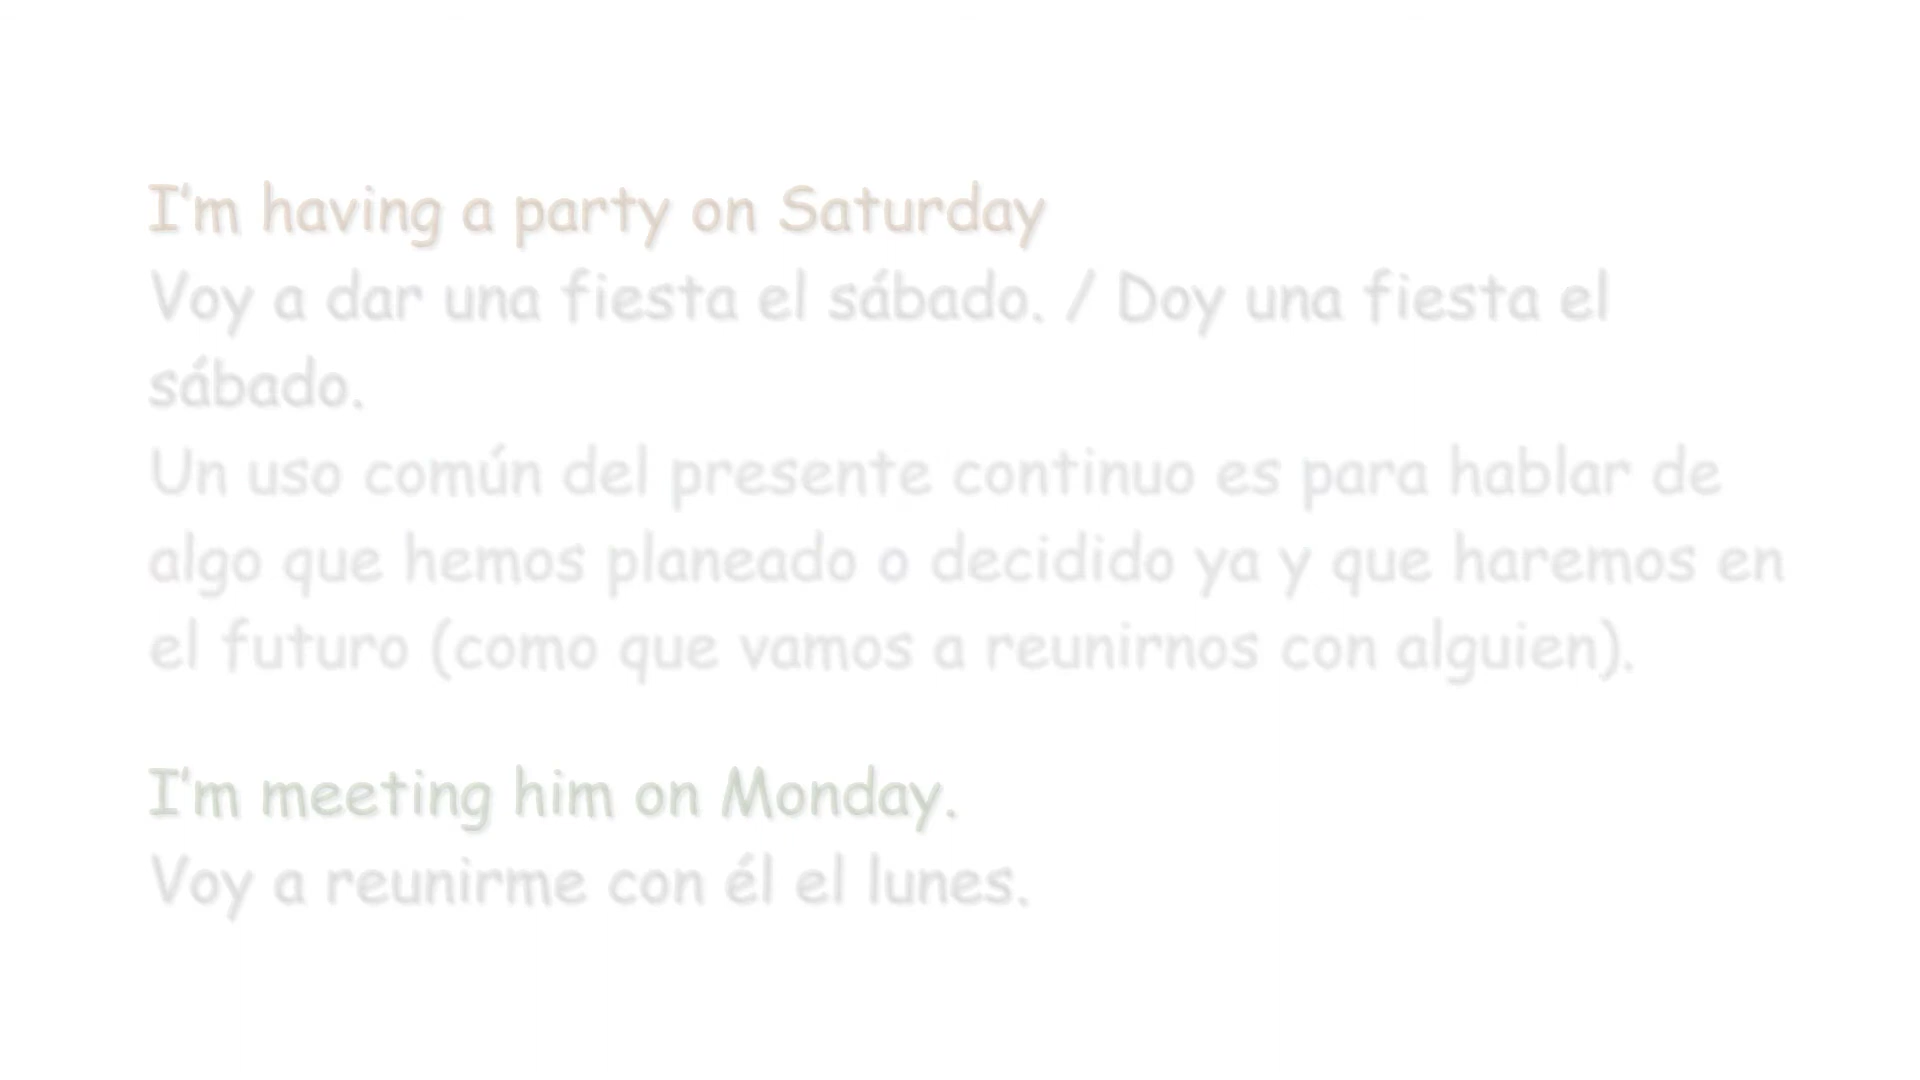 I'm having a party on Saturday
Voy a dar una fiesta el sábado. / Doy una fiesta el
sábado.
Un uso común del presente continuo es para hablar de
algo que hemos planeado o decidido ya y que haremos en
el futuro (como que vamos a reunirnos con alguien).
I'm meeting him on Monday.
Voy a reunirme con él el lunes.